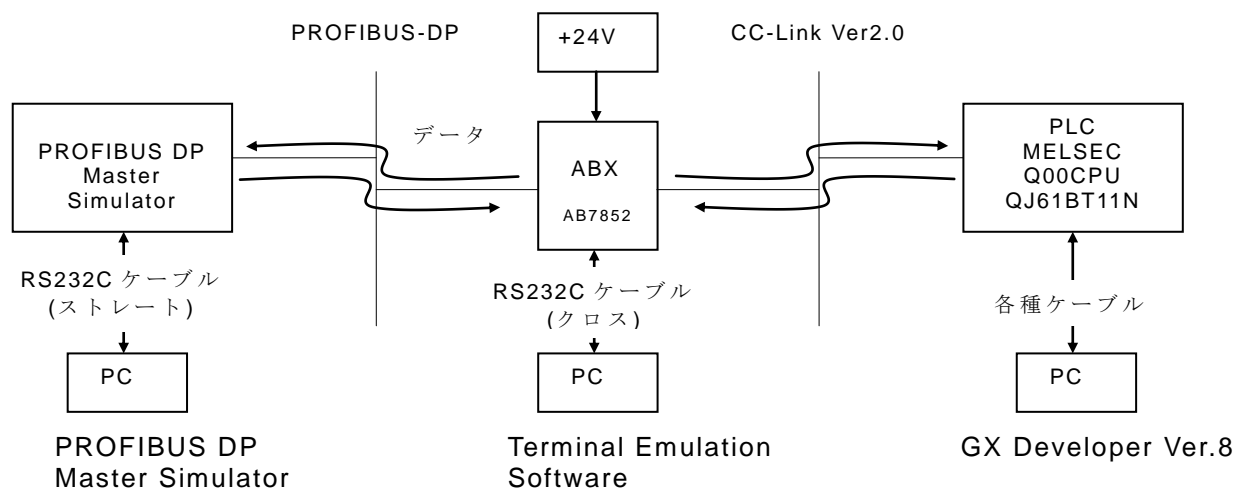 PROFIBUS-DP
+24V
CC-Link Ver2.0
データ
PROFIBUS DP
Master
Simulator
ABX
AB7852
PLC
MELSEC
Q00CPU
QJ61BT11N
RS232C ケーブル
(ストレート)
RS232C ケーブル
(クロス)
各種ケーブル
PC
PC
PC
PROFIBUS DP
Master Simulator
Terminal Emulation
Software
GX Developer Ver.8